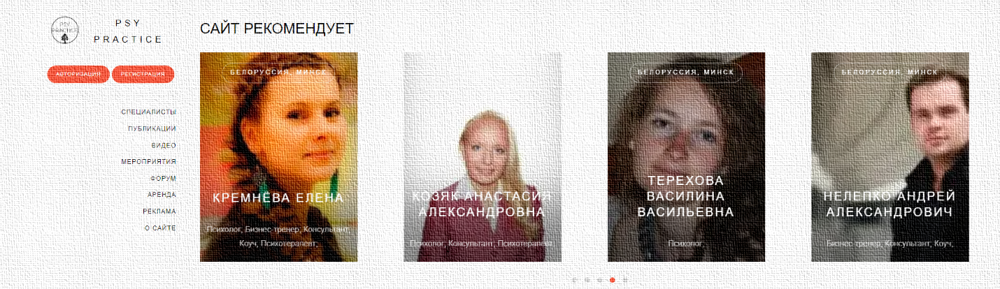 PSY
PRACTICE
PSY
PRACTICE
АВТОРИЗАЦИЯ
РЕГИСТРАЦИЯ
СПЕЦИАЛИСТЫ
ПУБЛИКАЦИИ
ВИДЕО
МЕРОПРИЯТИЯ
ФОРУМ
АРЕНДА
РЕКЛАМА
О САЙТЕ
САЙТ РЕКОМЕНДУЕТ
БЕЛОРУССИЯ, МИНСК
КРЕМНЁВА ЕЛЕНА
Психолог, Бизнес-тренер, Консультант,
Коуч, Психотерапевт,
КОЗЯК АНАСТАСИЯ
АЛЕКСАНДРОВНА
Психолог, Консультант, Психотерапевт,
БЕЛОРУССИЯ, МИНСК
ТЕРЕХОВА
ВАСИЛИНА
ВАСИЛЬЕВНА
Психолог,
БЕЛОРУССИЯ, МИНСК
НЕЛЕПКО АНДРЕЙ
АЛЕКСАНДРОВИЧ
Бизнес-тренер, Консультант, Коуч,